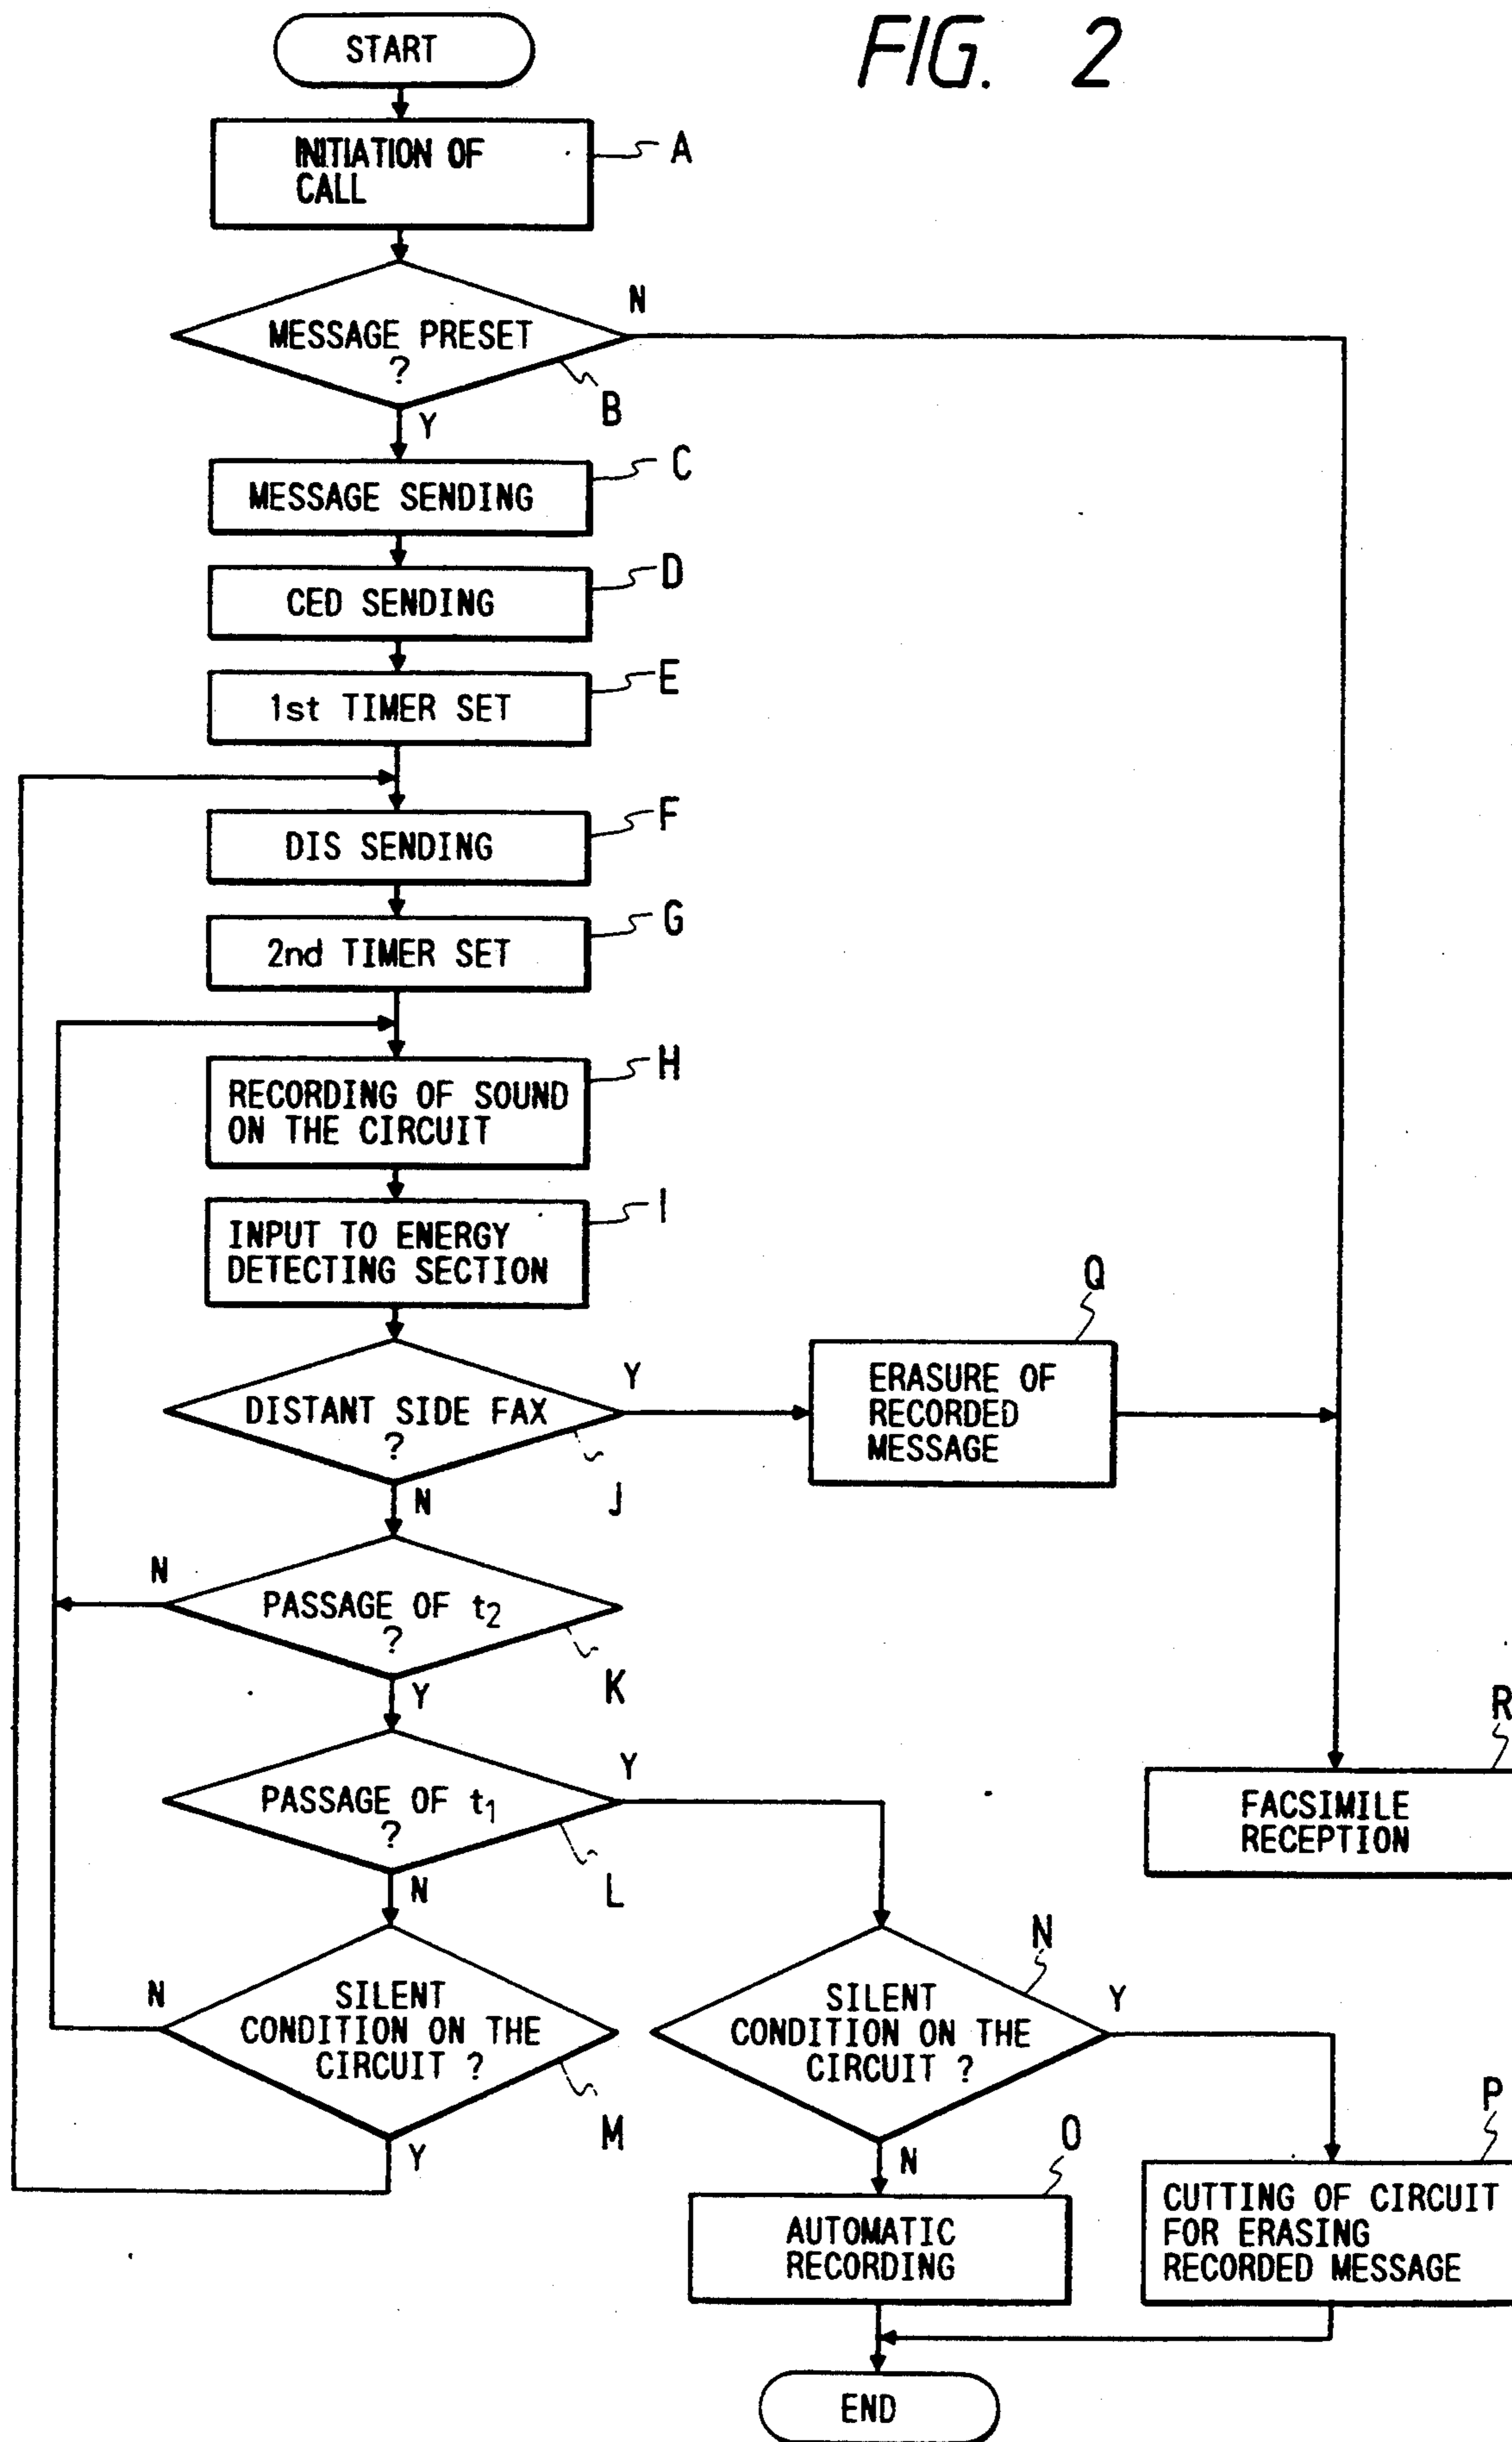 FIG. 2
START
INITIATION OF
CALL
A
MESSAGE PRESET
?
N
B
Y
MESSAGE SENDING
C
CED SENDING
D
1st TIMER SET
E
DIS SENDING
F
2nd TIMER SET
G
RECORDING OF SOUND
ON THE CIRCUIT
H
INPUT TO ENERGY
DETECTING SECTION
I
DISTANT SIDE FAX
?
Y
J
N
ERASURE OF
RECORDED
MESSAGE
Q
PASSAGE OF t2
?
N
K
Y
PASSAGE OF t1
?
Y
L
N
FACSIMILE
RECEPTION
R
SILENT
CONDITION ON THE
CIRCUIT ?
N
M
Y
SILENT
CONDITION ON THE
CIRCUIT ?
N
Y
N
AUTOMATIC
RECORDING
O
CUTTING OF CIRCUIT
FOR ERASING
RECORDED MESSAGE
P
END